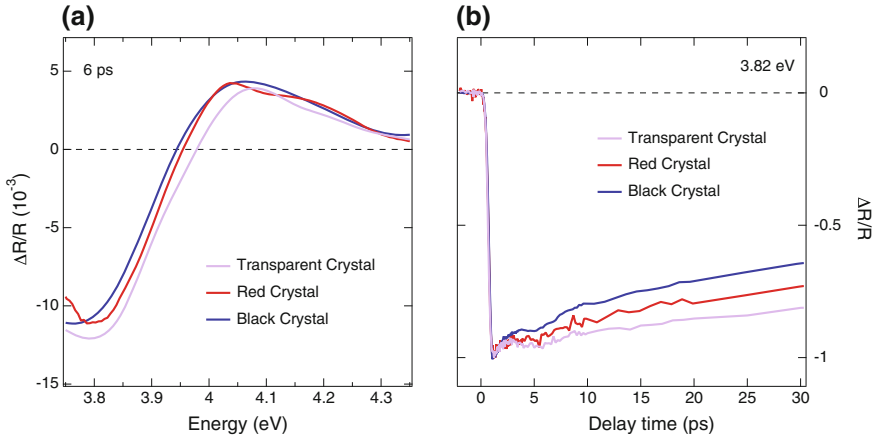 (a)
6 ps
5
0
-5
-10
-15
ΔR/R (10⁻³)
Transparent Crystal
Red Crystal
Black Crystal
3.8 3.9 4 4.1 4.2 4.3
Energy (eV)
(b)
3.82 eV
0
-0.5
-1
ΔR/R
Transparent Crystal
Red Crystal
Black Crystal
0 5 10 15 20 25 30
Delay time (ps)